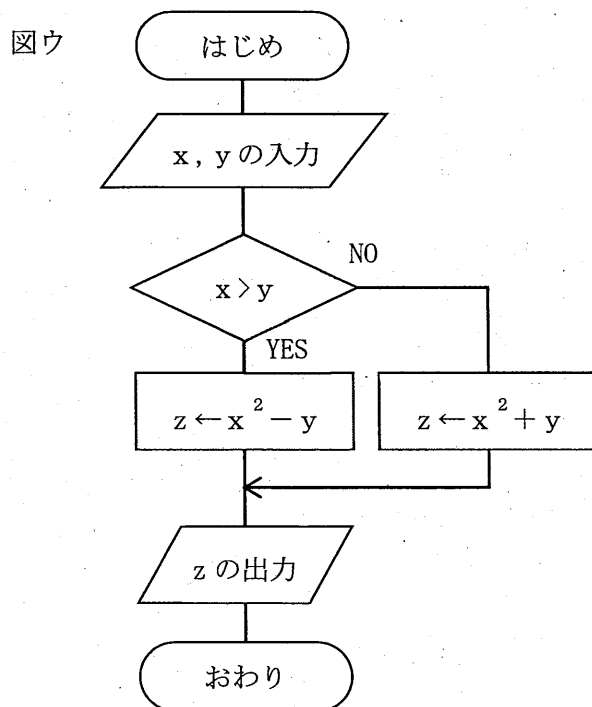 図ウ
はじめ
x, yの入力
NO
x>y
YES
z←x²−y
z←x²+y
zの出力
おわり